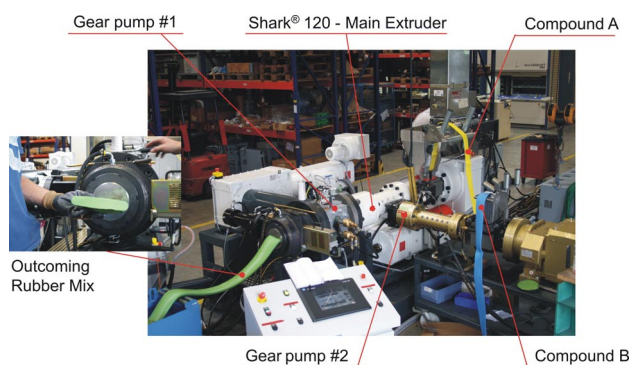 Gear pump #1
Shark® 120 - Main Extruder
Compound A
Outcoming
Rubber Mix
Gear pump #2
Compound B